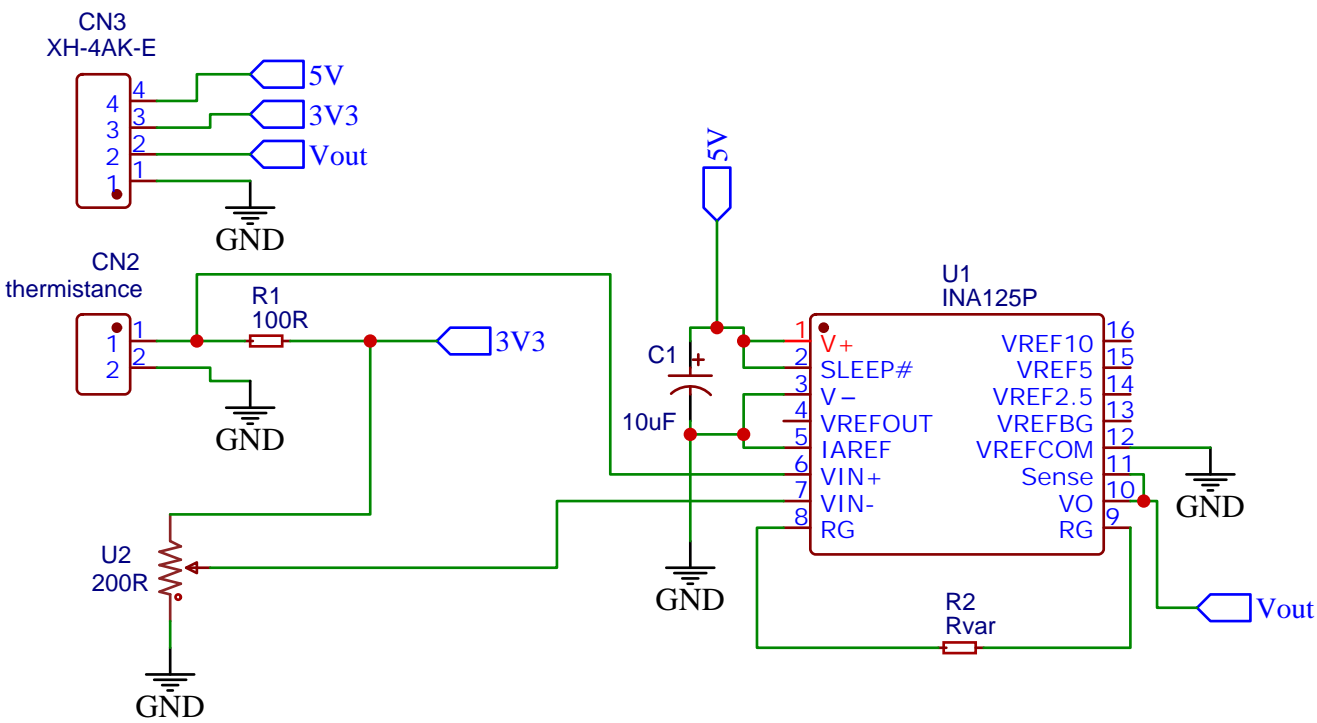 CN3
XH-4AK-E
4 4 5V
3 3 3V3
2 2 Vout
1 1
GND
CN2
thermistance
1 1
2 2
GND
R1
100R
3V3
U2
200R
GND
5V
C1
10uF
GND
U1
INA125P
1 V+
2 SLEEP#
3 V-
4 VREFOUT
5 IAREF
6 VIN+
7 VIN-
8 RG
VREF10 16
VREF5 15
VREF2.5 14
VREFBG 13
VREFCOM 12
Sense 11
VO 10
RG 9
GND
R2
Rvar
Vout